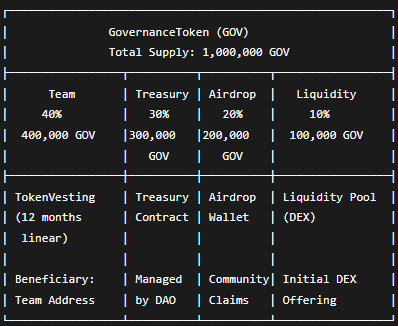 GovernanceToken (GOV)
Total Supply: 1,000,000 GOV
Team Treasury Airdrop Liquidity
40% 30% 20% 10%
400,000 GOV 300,000 200,000 100,000 GOV
GOV GOV
TokenVesting Treasury Airdrop Liquidity Pool
(12 months Contract Wallet (DEX)
linear)
Beneficiary: Managed Community Initial DEX
Team Address by DAO Claims Offering